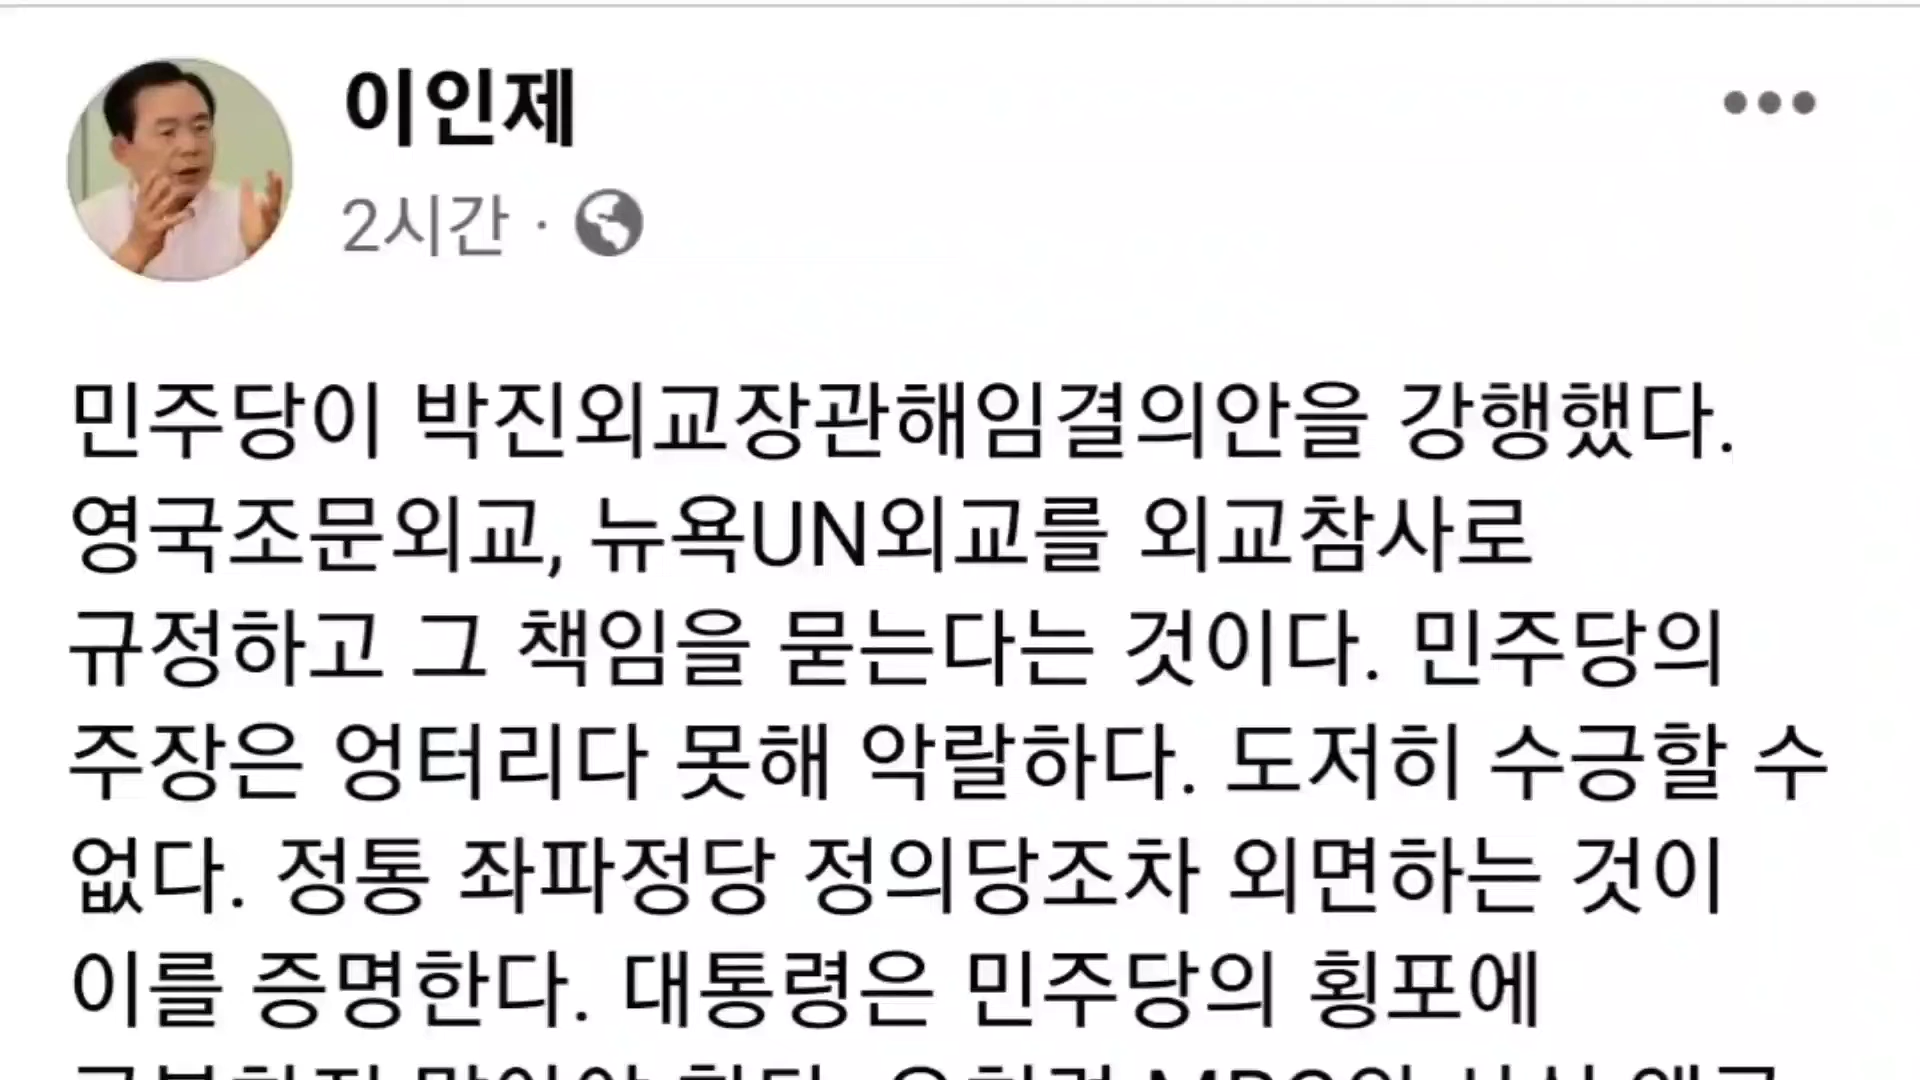 이인제
2시간 ·
민주당이 박진외교장관해임결의안을 강행했다.
영국조문외교, 뉴욕UN외교를 외교참사로
규정하고 그 책임을 묻는다는 것이다. 민주당의
주장은 엉터리다 못해 악랄하다. 도저히 수긍할 수
없다. 정통 좌파정당 정의당조차 외면하는 것이
이를 증명한다. 대통령은 민주당의 횡포에